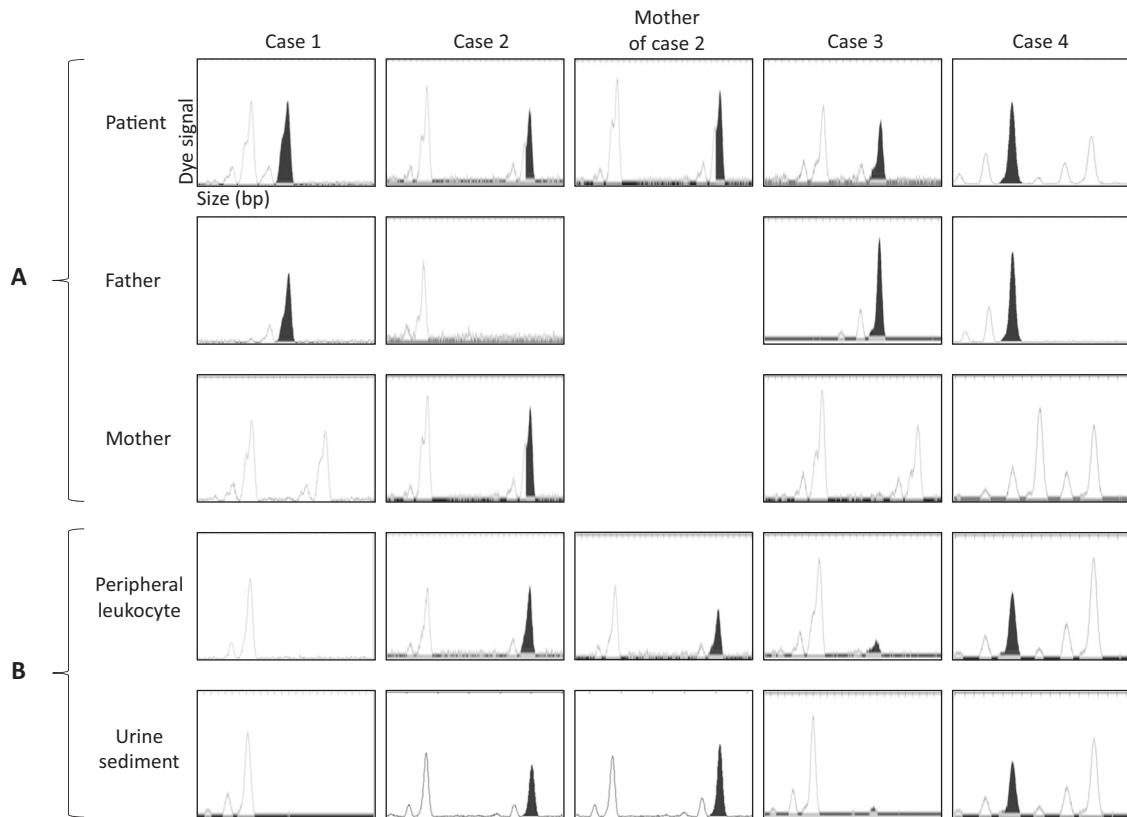 Case 1
Case 2
Mother
of case 2
Case 3
Case 4
A
Patient
Dye signal
Size (bp)
Father
Mother
B
Peripheral
leukocyte
Urine
sediment